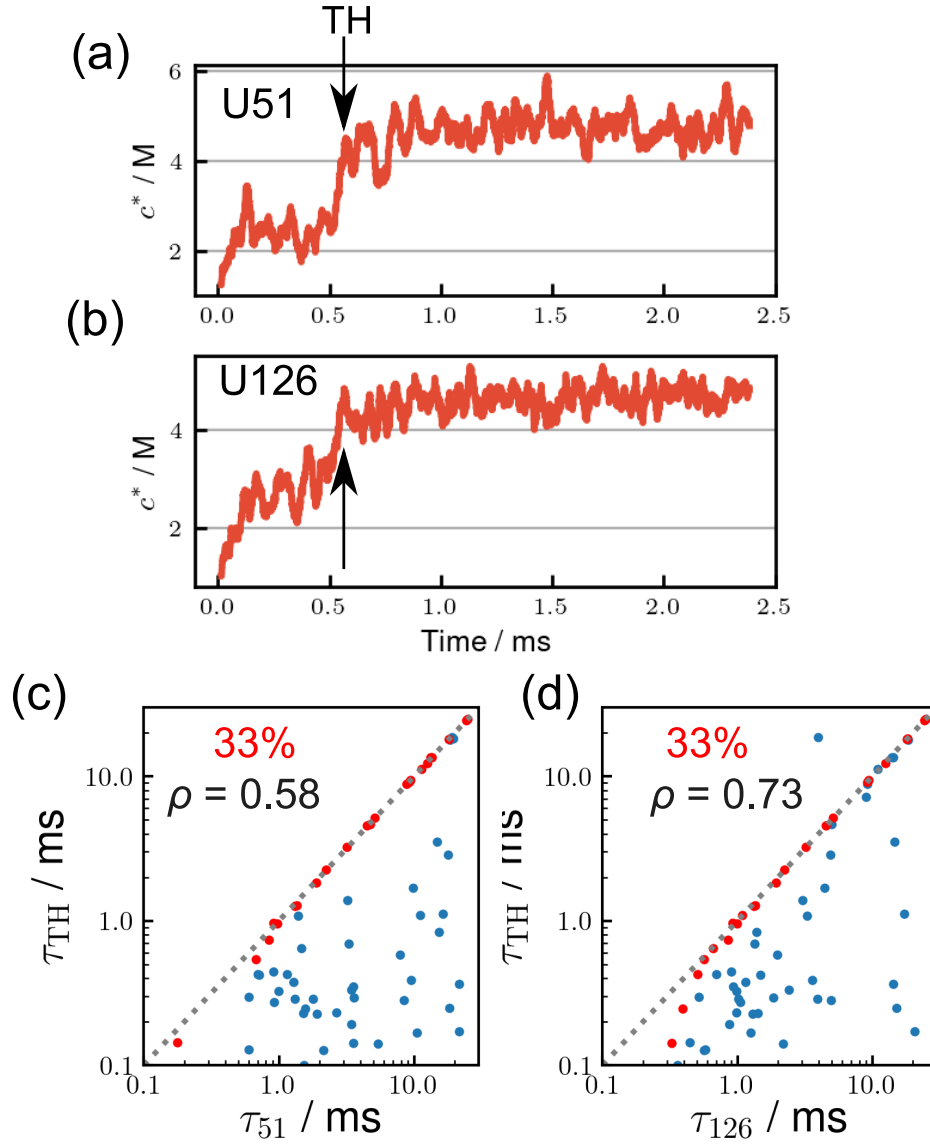 TH
(a)
U51
6
4
2
c* / M
0.0 0.5 1.0 1.5 2.0 2.5
(b)
U126
4
2
c* / M
0.0 0.5 1.0 1.5 2.0 2.5
Time / ms
(c)
33%
ρ = 0.58
10.0
1.0
0.1
τTH / ms
0.1 1.0 10.0
τ51 / ms
(d)
33%
ρ = 0.73
10.0
1.0
0.1
τTH / ms
0.1 1.0 10.0
τ126 / ms